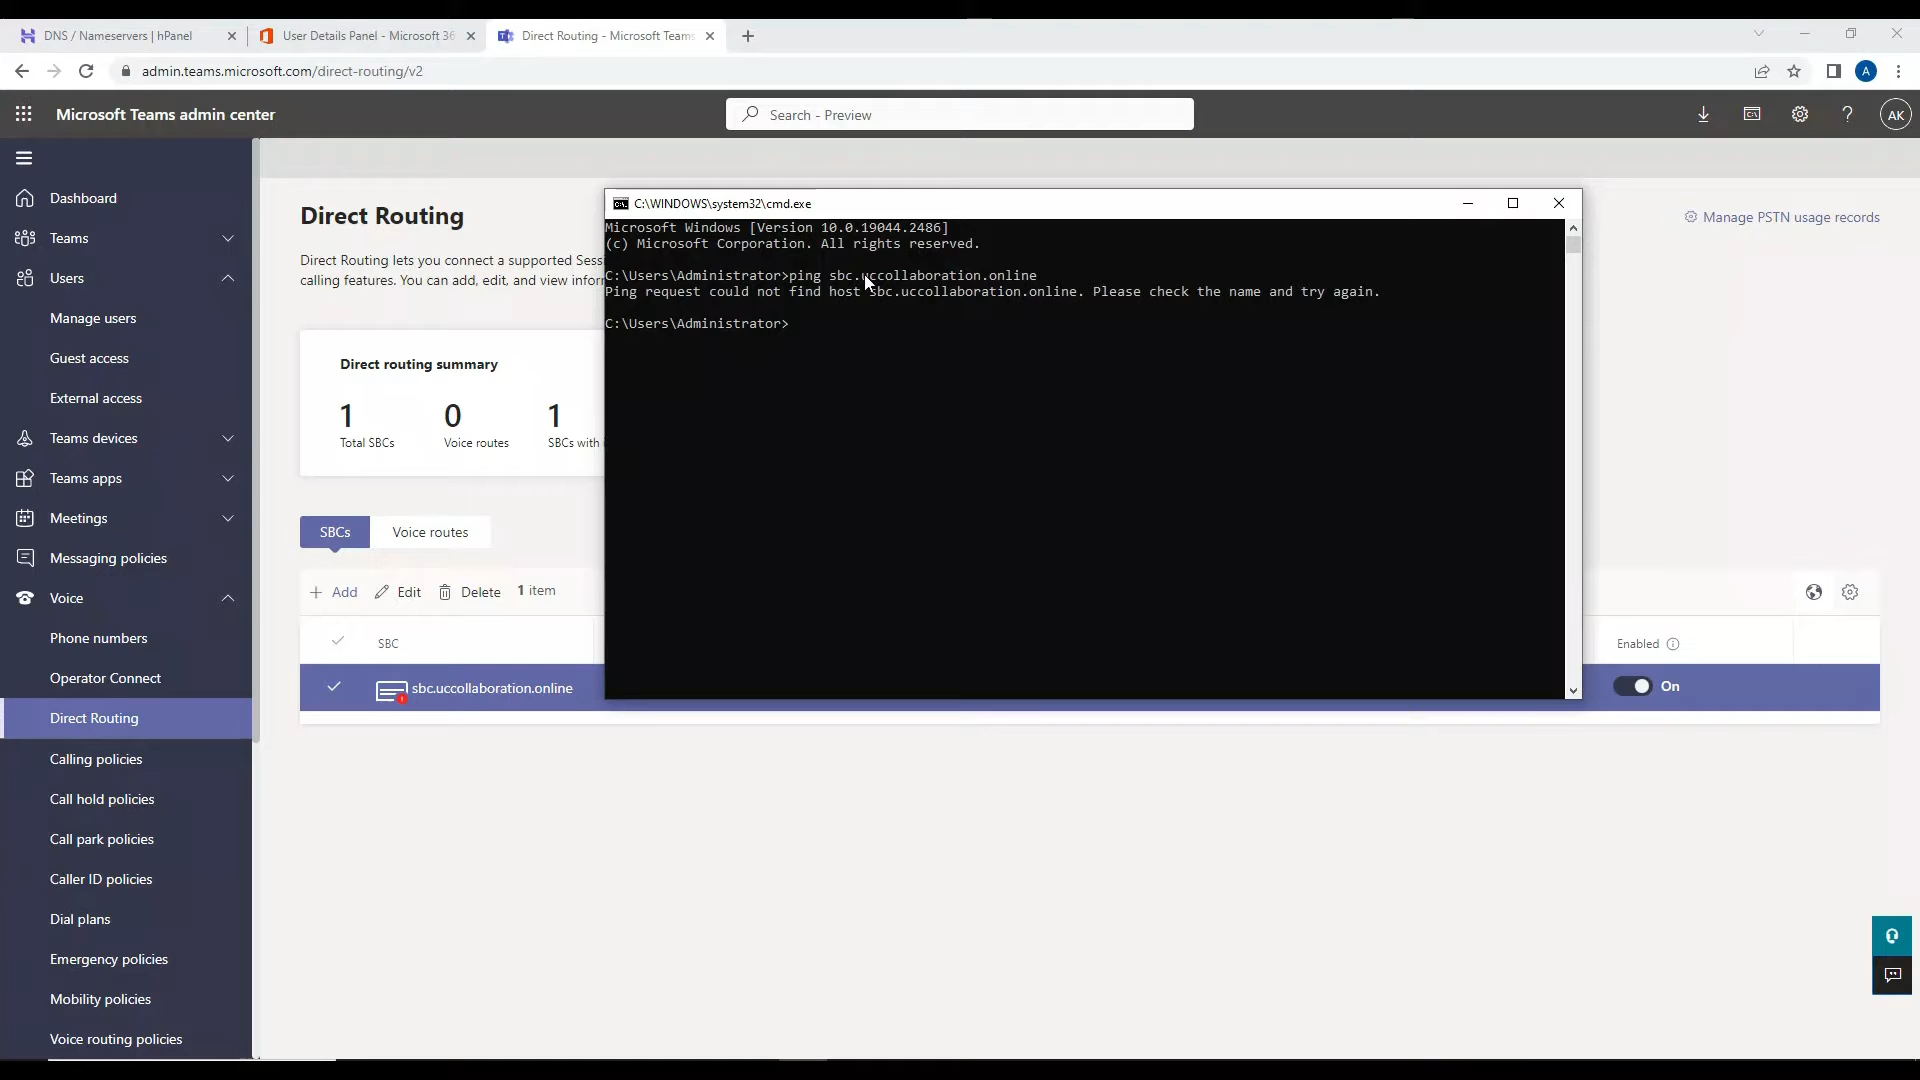 DNS / Nameservers | hPanel
User Details Panel - Microsoft 36
Direct Routing - Microsoft Teams
admin.teams.microsoft.com/direct-routing/v2
A
Microsoft Teams admin center
Search - Preview
AK
Dashboard
Teams
Users
Manage users
Guest access
External access
Teams devices
Teams apps
Meetings
Messaging policies
Voice
Phone numbers
Operator Connect
Direct Routing
Calling policies
Call hold policies
Call park policies
Caller ID policies
Dial plans
Emergency policies
Mobility policies
Voice routing policies
Direct Routing
Manage PSTN usage records
Direct Routing lets you connect a supported Sessi
calling features. You can add, edit, and view infor
Direct routing summary
1 0 1
Total SBCs Voice routes SBCs with
SBCs Voice routes
Add Edit Delete 1 item
SBC Enabled
sbc.uccollaboration.online On
C:\WINDOWS\system32\cmd.exe
Microsoft Windows [Version 10.0.19044.2486]
(c) Microsoft Corporation. All rights reserved.
C:\Users\Administrator>ping sbc.uccollaboration.online
Ping request could not find host sbc.uccollaboration.online. Please check the name and try again.
C:\Users\Administrator>